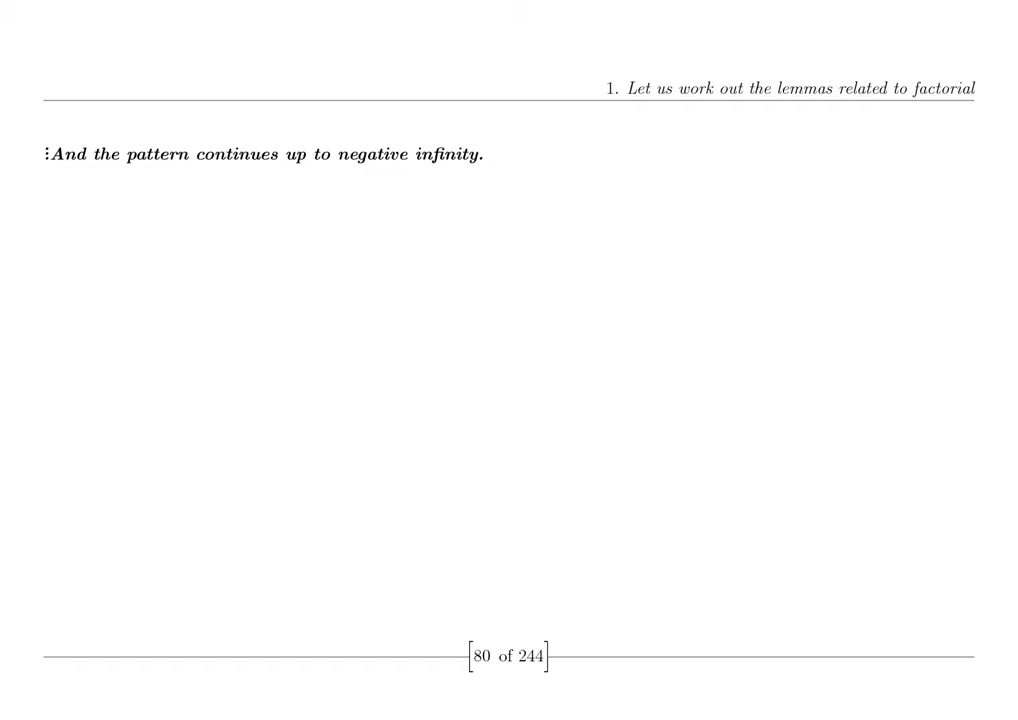 1. Let us work out the lemmas related to factorial
⋮And the pattern continues up to negative infinity.
80 of 244